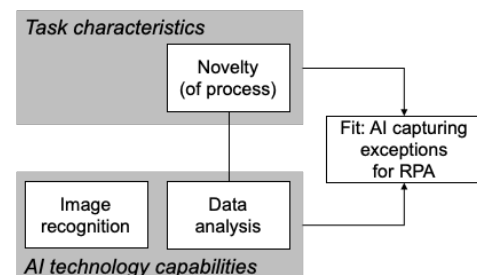 Task characteristics
Novelty
(of process)
Fit: AI capturing
exceptions
for RPA
Image
recognition
Data
analysis
AI technology capabilities